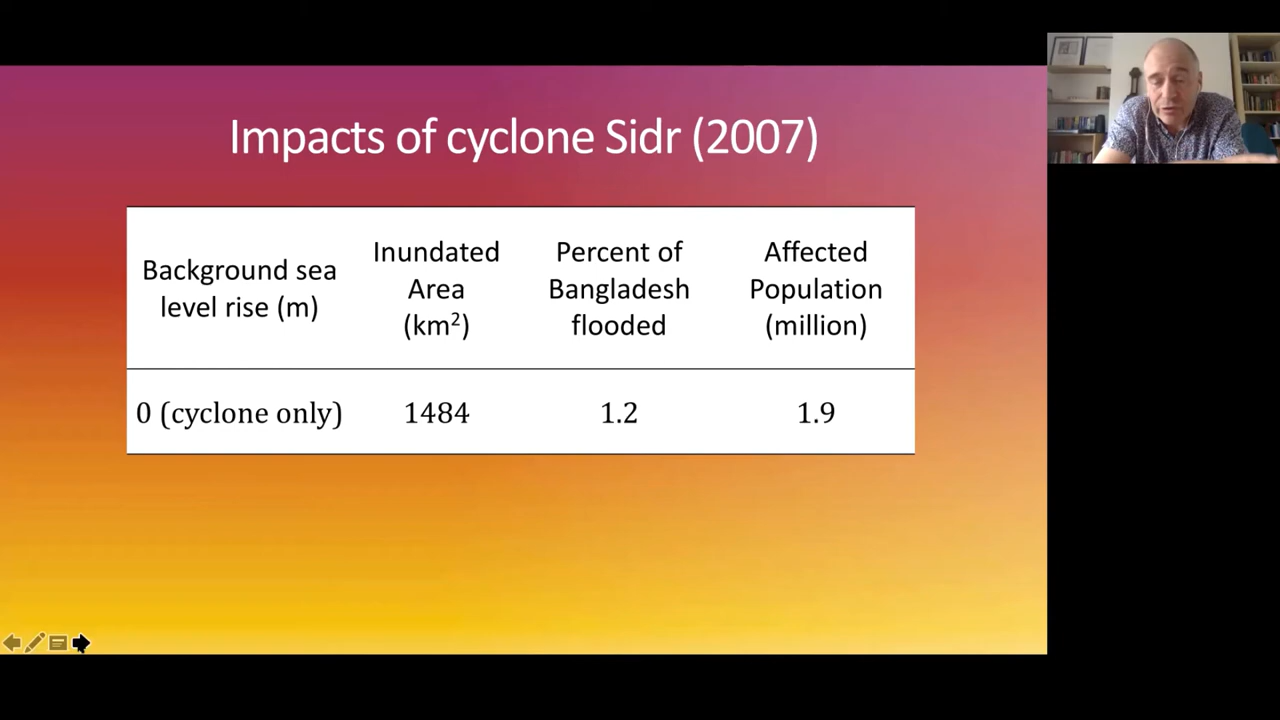 Impacts of cyclone Sidr (2007)
Background sea
level rise (m)
Inundated
Area
(km²)
Percent of
Bangladesh
flooded
Affected
Population
(million)
0 (cyclone only)
1484
1.2
1.9